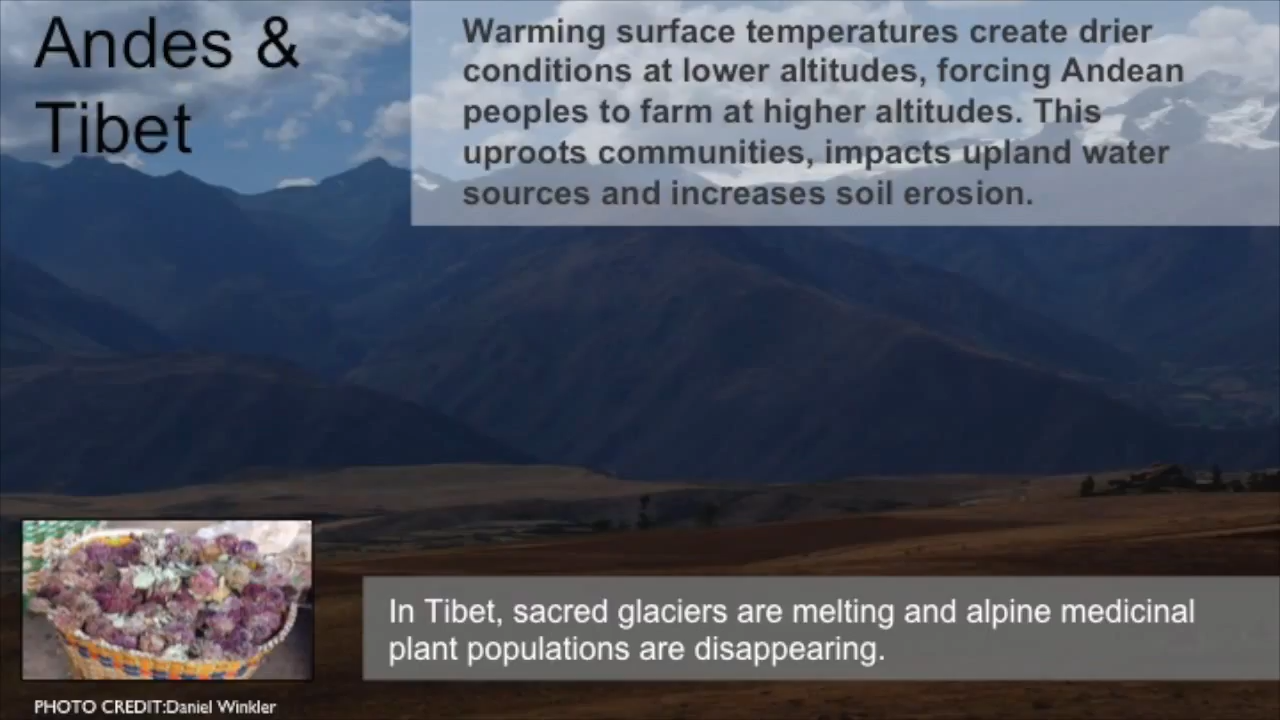 Andes &
Tibet
Warming surface temperatures create drier
conditions at lower altitudes, forcing Andean
peoples to farm at higher altitudes. This
uproots communities, impacts upland water
sources and increases soil erosion.
In Tibet, sacred glaciers are melting and alpine medicinal
plant populations are disappearing.
PHOTO CREDIT:Daniel Winkler